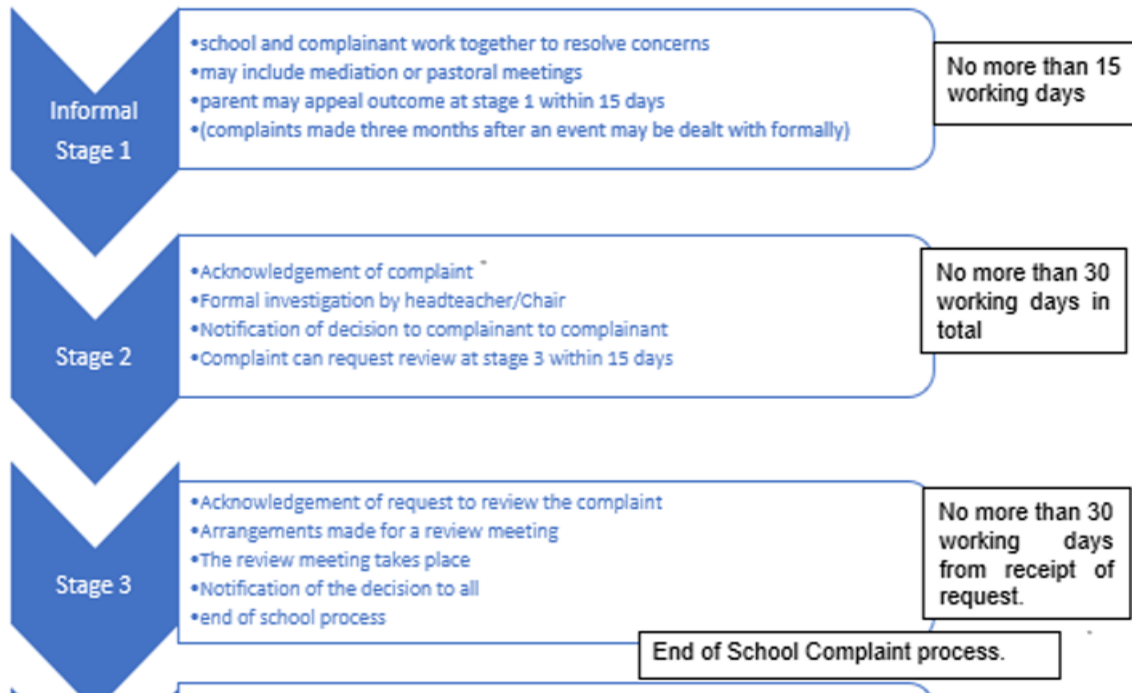 Informal
Stage 1
•school and complainant work together to resolve concerns
•may include mediation or pastoral meetings
•parent may appeal outcome at stage 1 within 15 days
•(complaints made three months after an event may be dealt with formally)
No more than 15
working days
Stage 2
•Acknowledgement of complaint
•Formal investigation by headteacher/Chair
•Notification of decision to complainant to complainant
•Complaint can request review at stage 3 within 15 days
No more than 30
working days in
total
Stage 3
•Acknowledgement of request to review the complaint
•Arrangements made for a review meeting
•The review meeting takes place
•Notification of the decision to all
•end of school process
No more than 30
working days
from receipt of
request.
End of School Complaint process.